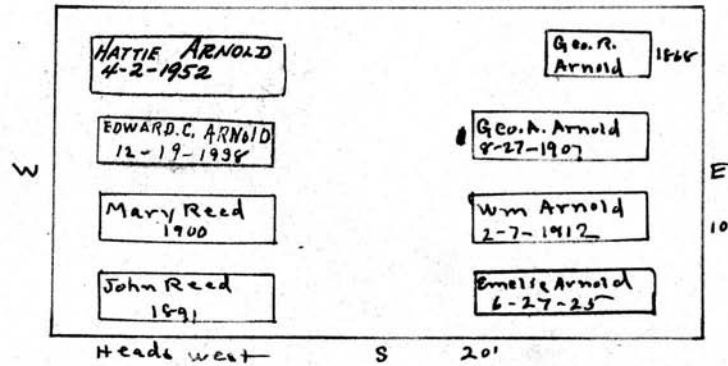 HATTIE ARNOLD
4-2-1952
Geo. R.
Arnold
1868
EDWARD. C. ARNOLD
12-19-1938
Geo. A. Arnold
8-27-1907
W
E
Mary Reed
1900
Wm Arnold
2-7-1912
10
John Reed
1891
Emelie Arnold
6-27-25
Heads west S 20'